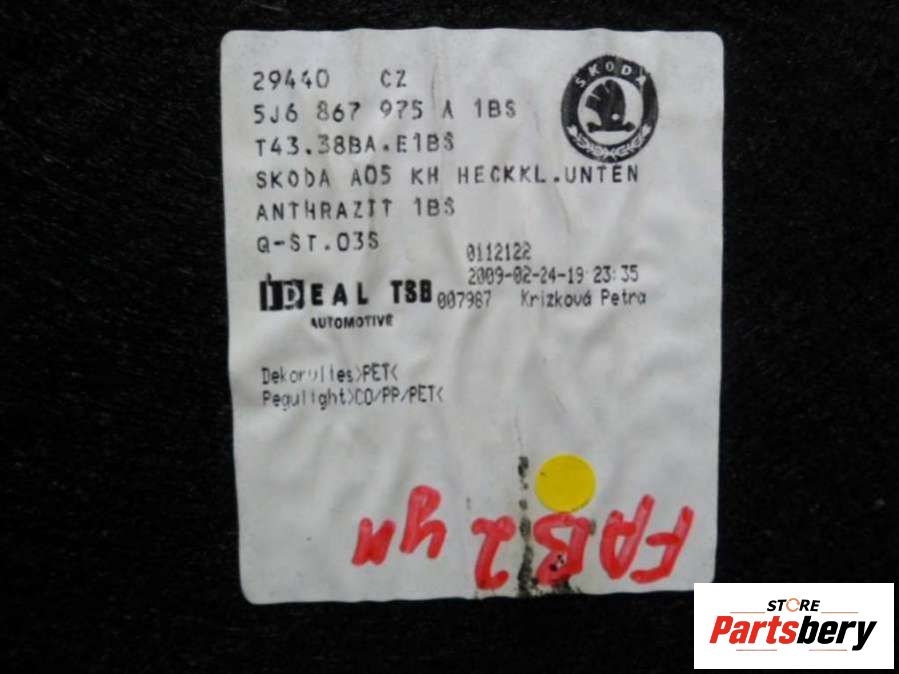 29440 CZ
5J6 867 975 A 1BS
T43.38BA.E1BS
SKODA A05 KH HECKKL.UNTEN
ANTHRAZIT 1BS
Q-ST.03S
SKODA
0112122
2009-02-24-19:23:35
007987 Krizková Petra
IDEAL TSB
AUTOMOTIVE
Dekorvlies>PET<
Pegulight>CO/PP/PET<
FAB2
STORE
Partsbery